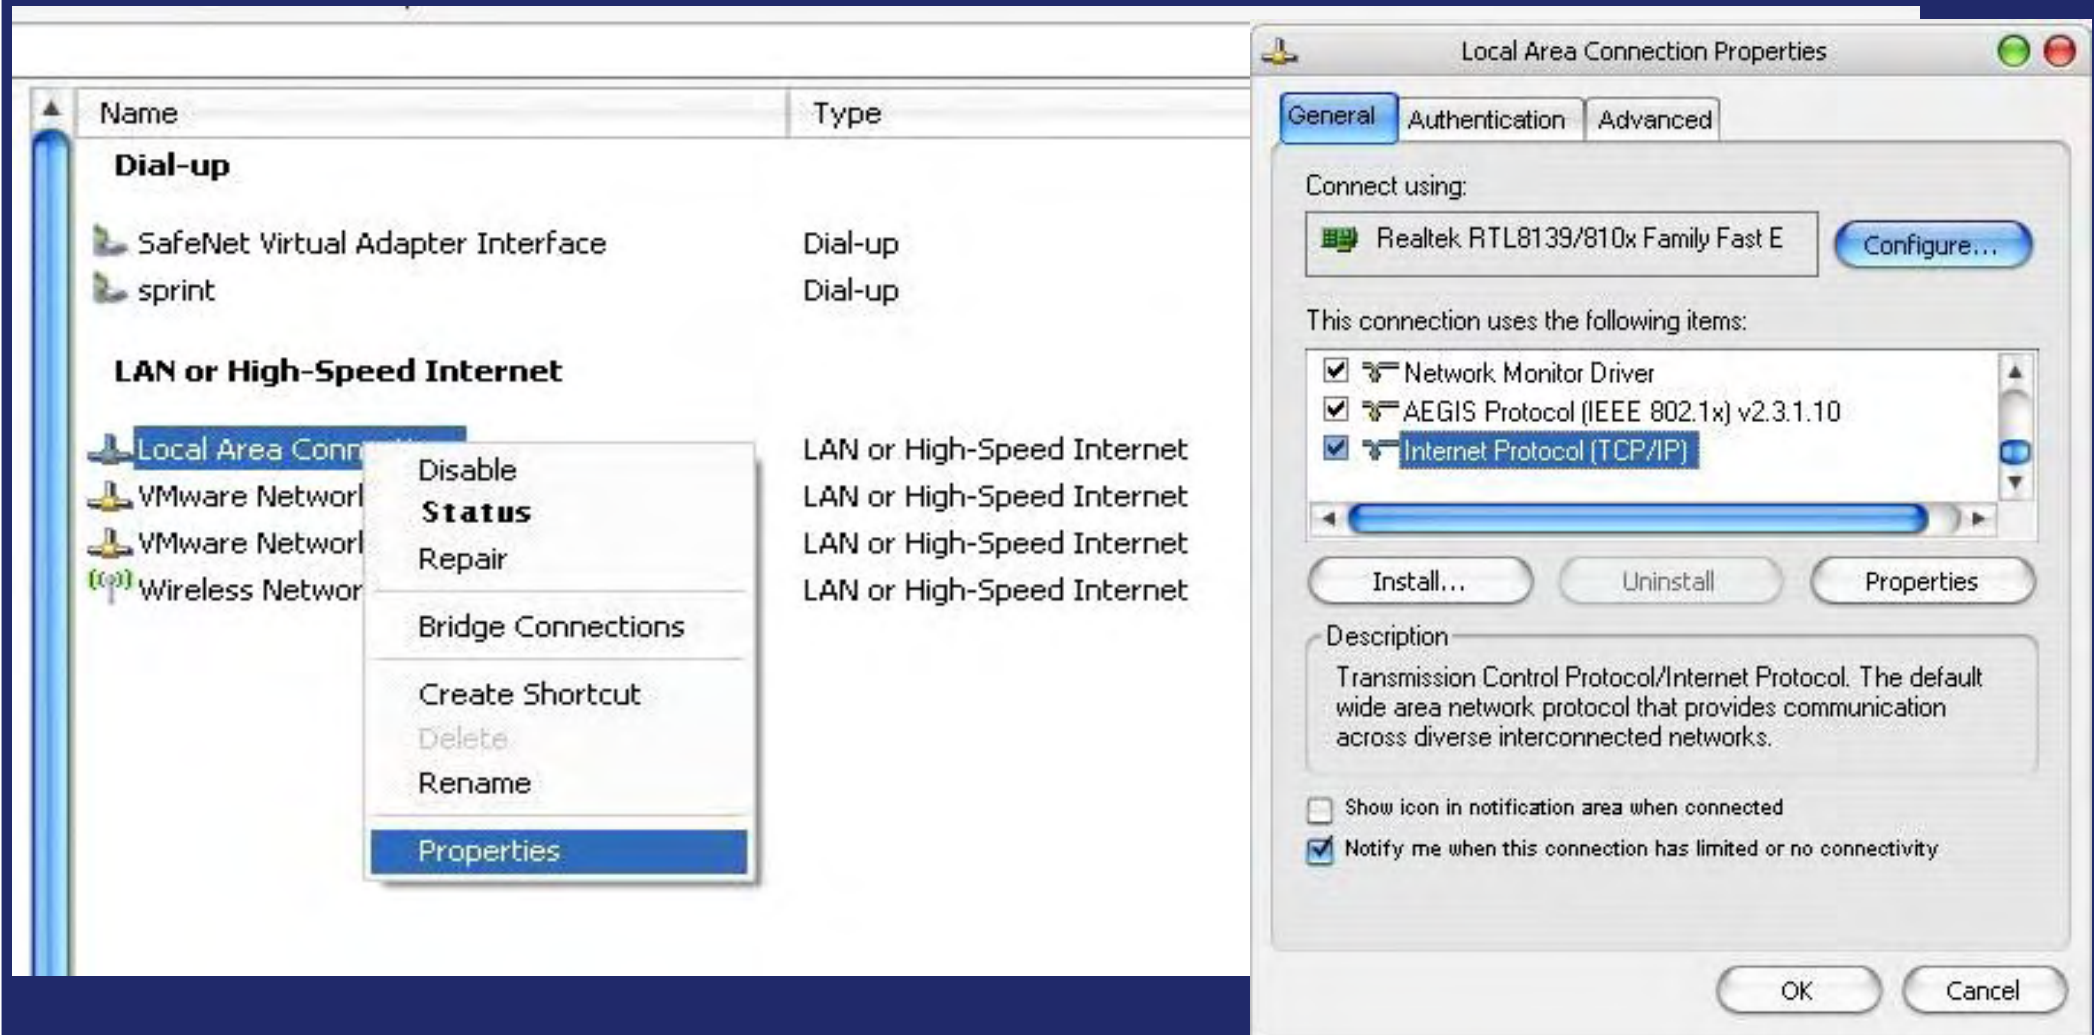 Name Type
Dial-up
SafeNet Virtual Adapter Interface Dial-up
sprint Dial-up
LAN or High-Speed Internet
Local Area Conn LAN or High-Speed Internet
VMware Network LAN or High-Speed Internet
VMware Network LAN or High-Speed Internet
Wireless Networ LAN or High-Speed Internet
Disable
Status
Repair
Bridge Connections
Create Shortcut
Delete
Rename
Properties
Local Area Connection Properties
General Authentication Advanced
Connect using:
Realtek RTL8139/810x Family Fast E Configure...
This connection uses the following items:
Network Monitor Driver
AEGIS Protocol (IEEE 802.1x) v2.3.1.10
Internet Protocol (TCP/IP)
Install... Uninstall Properties
Description
Transmission Control Protocol/Internet Protocol. The default
wide area network protocol that provides communication
across diverse interconnected networks.
Show icon in notification area when connected
Notify me when this connection has limited or no connectivity
OK Cancel